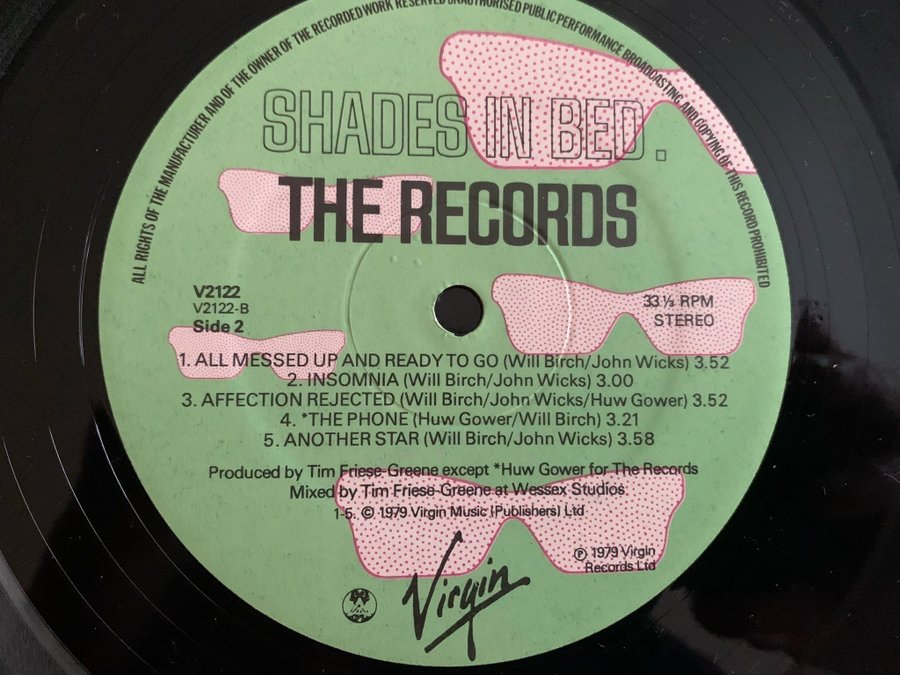 ALL RIGHTS OF THE MANUFACTURER AND OF THE OWNER OF THE RECORDED WORK RESERVED UNAUTHORISED PUBLIC PERFORMANCE BROADCASTING AND COPYING OF THIS RECORD PROHIBITED
SHADES IN BED.
THE RECORDS
V2122
V2122-B
Side 2
33⅓ RPM
STEREO
1. ALL MESSED UP AND READY TO GO (Will Birch/John Wicks) 3.52
2. INSOMNIA (Will Birch/John Wicks) 3.00
3. AFFECTION REJECTED (Will Birch/John Wicks/Huw Gower) 3.52
4. *THE PHONE (Huw Gower/Will Birch) 3.21
5. ANOTHER STAR (Will Birch/John Wicks) 3.58
Produced by Tim Friese-Greene except *Huw Gower for The Records
Mixed by Tim Friese-Greene at Wessex Studios
1-5. © 1979 Virgin Music (Publishers) Ltd
℗ 1979 Virgin
Records Ltd
Virgin